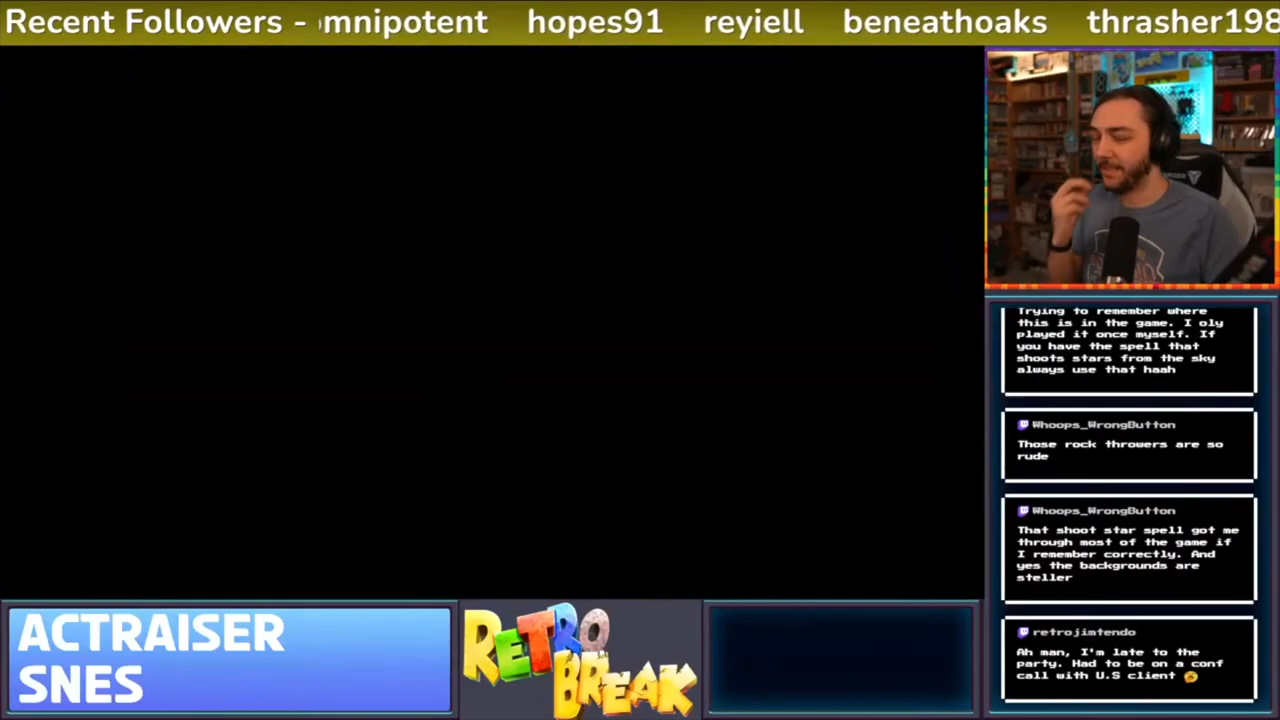 Recent Followers - mnipotent hopes91 reyiell beneathoaks thrasher198
Trying to remember where
this is in the game. I oly
played it once myself. If
you have the spell that
shoots stars from the sky
always use that haah
Whoops_WrongButton
Those rock throwers are so
rude
Whoops_WrongButton
That shoot star spell got me
through most of the game if
I remember correctly. And
yes the backgrounds are
steller
retrojimtendo
Ah man, I'm late to the
party. Had to be on a conf
call with U.S client
ACTRAISER
SNES
RETRO
BREAK